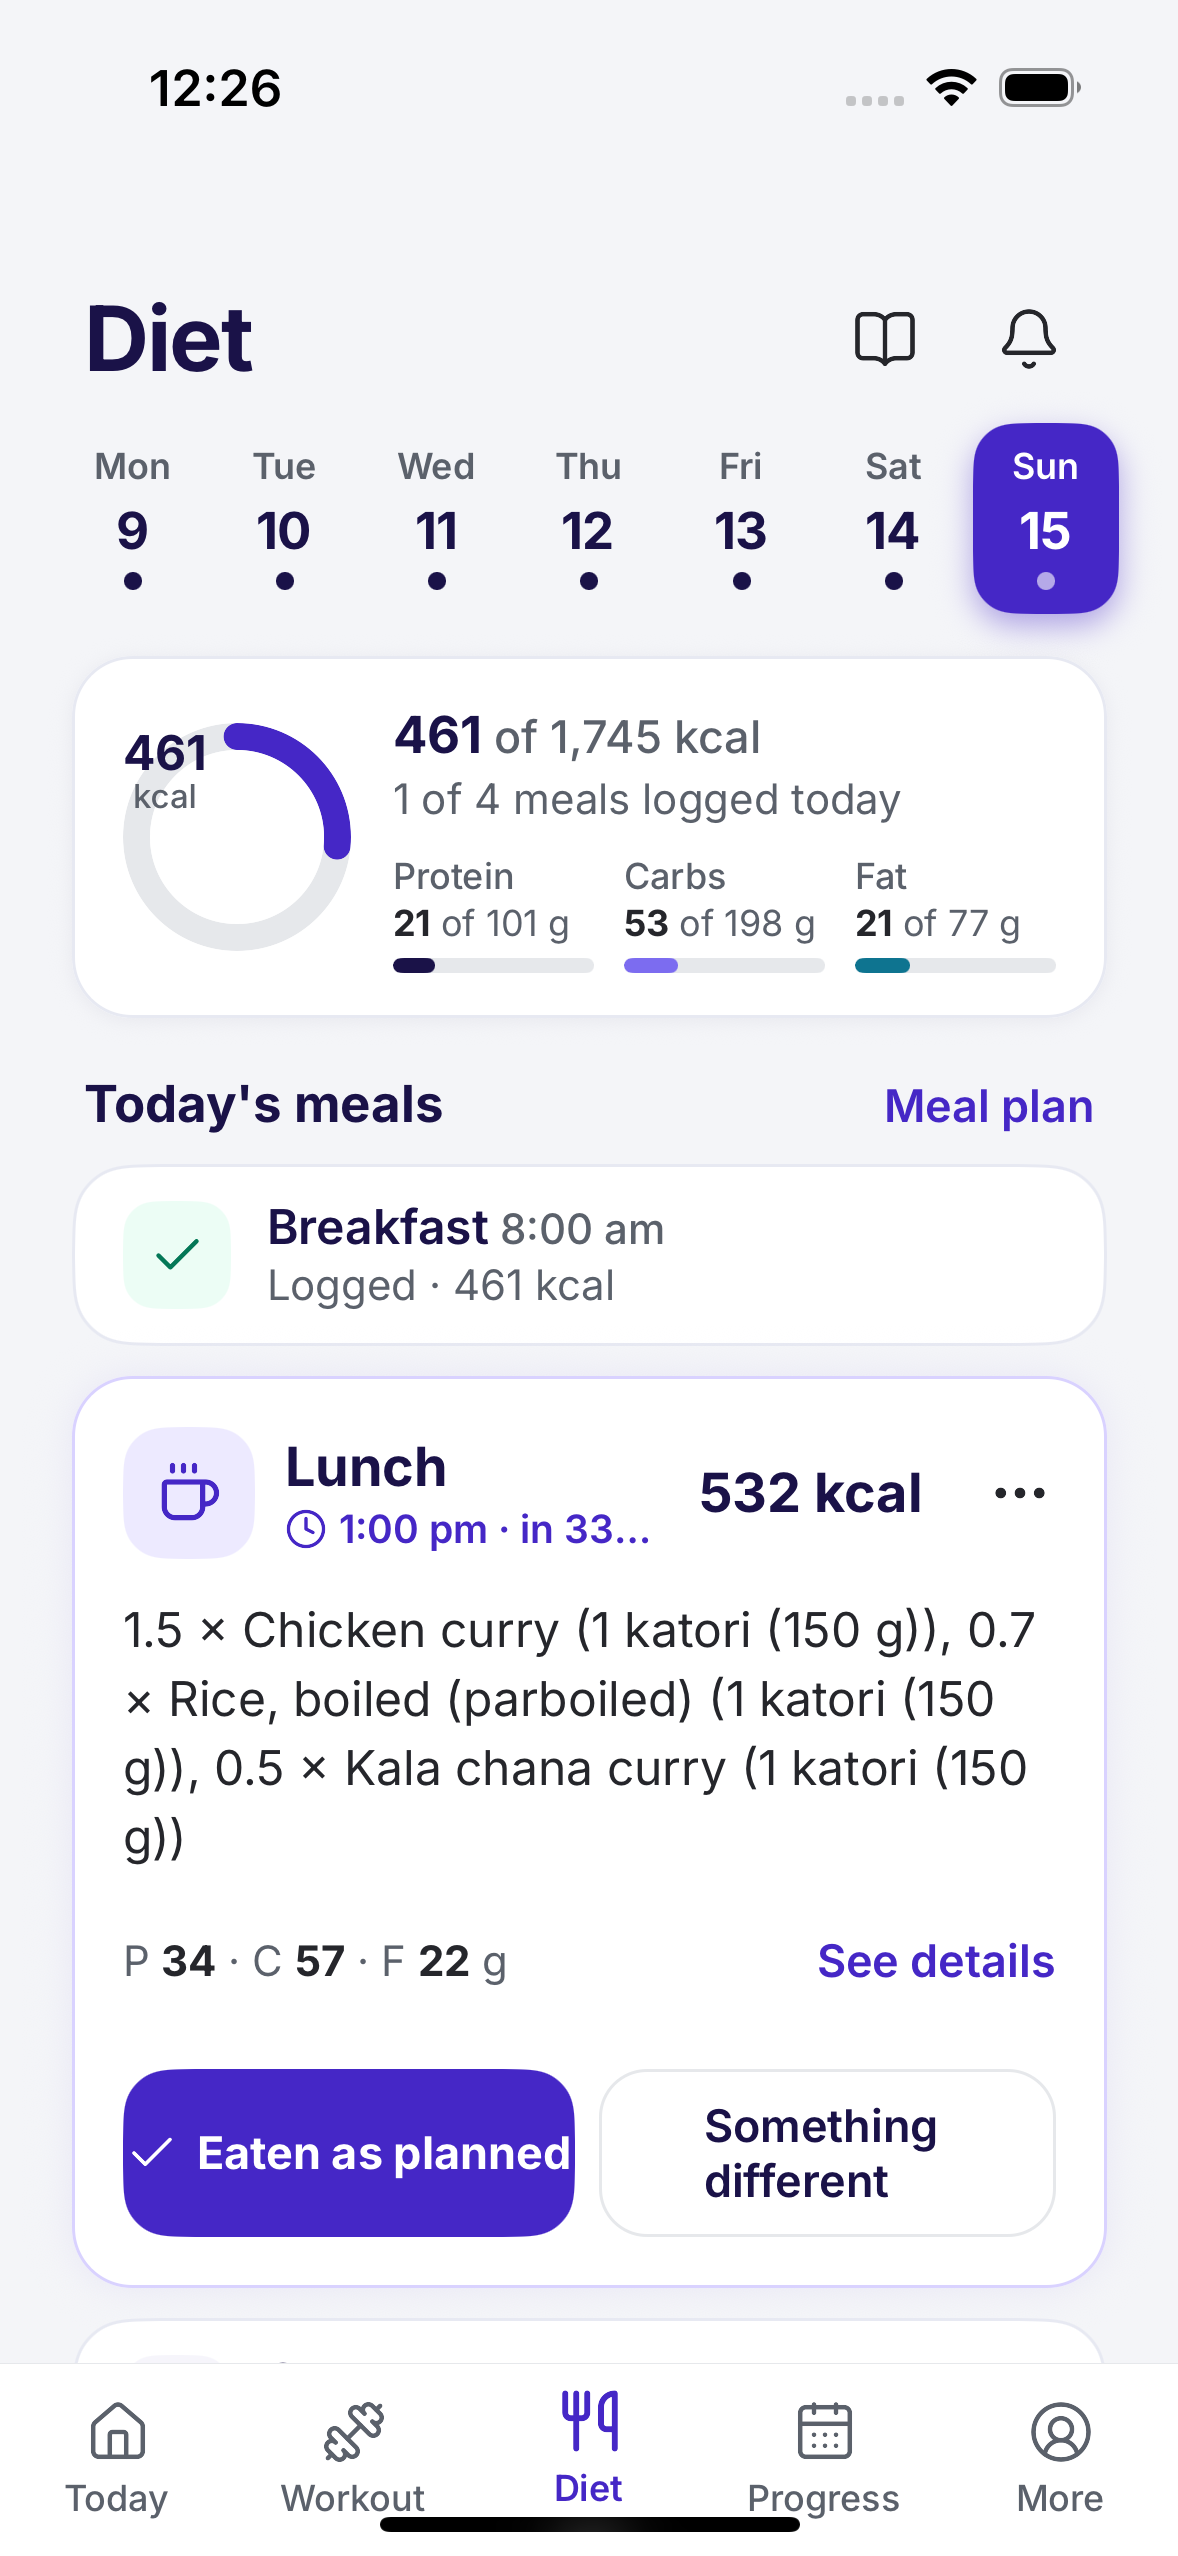 12:26
Diet
Mon Tue Wed Thu Fri Sat Sun
9 10 11 12 13 14 15
461
kcal
461 of 1,745 kcal
1 of 4 meals logged today
Protein Carbs Fat
21 of 101 g 53 of 198 g 21 of 77 g
Today's meals Meal plan
Breakfast 8:00 am
Logged · 461 kcal
Lunch
532 kcal
1:00 pm · in 33...
1.5 × Chicken curry (1 katori (150 g)), 0.7
× Rice, boiled (parboiled) (1 katori (150
g)), 0.5 × Kala chana curry (1 katori (150
g))
P 34 · C 57 · F 22 g See details
Eaten as planned
Something
different
Today Workout Diet Progress More